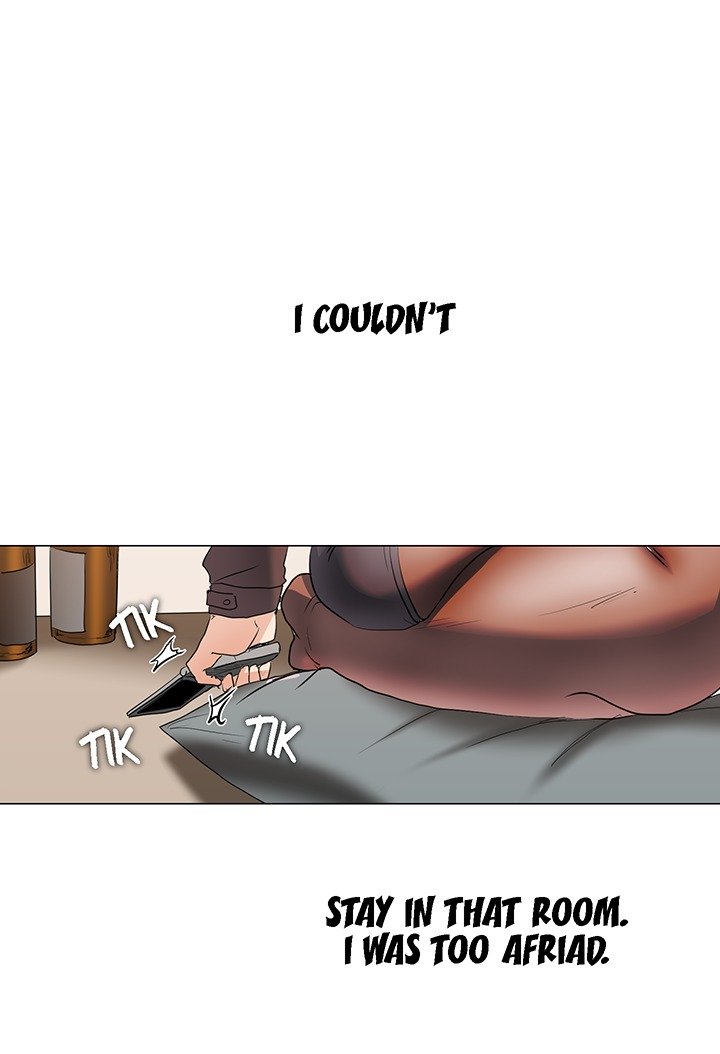 I COULDN'T
TIK
TIK
TIK
STAY IN THAT ROOM.
I WAS TOO AFRIAD.